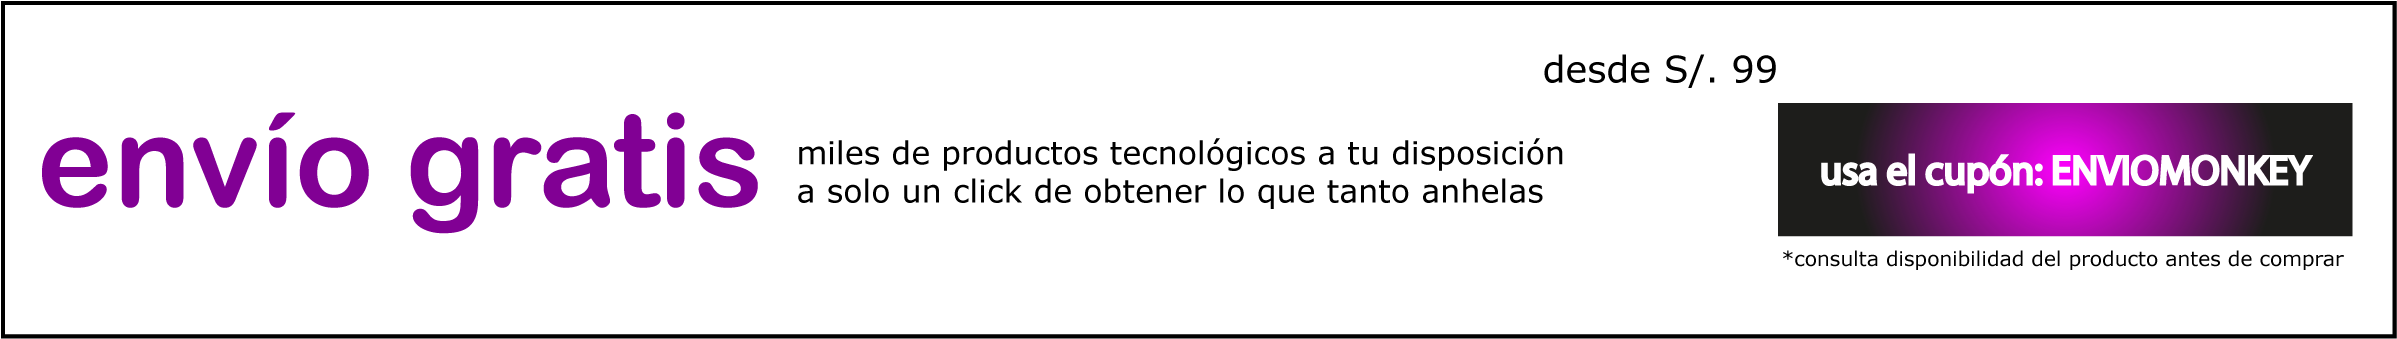 envío gratis
miles de productos tecnológicos a tu disposición
a solo un click de obtener lo que tanto anhelas
desde S/. 99
usa el cupón: ENVIOMONKEY
*consulta disponibilidad del producto antes de comprar